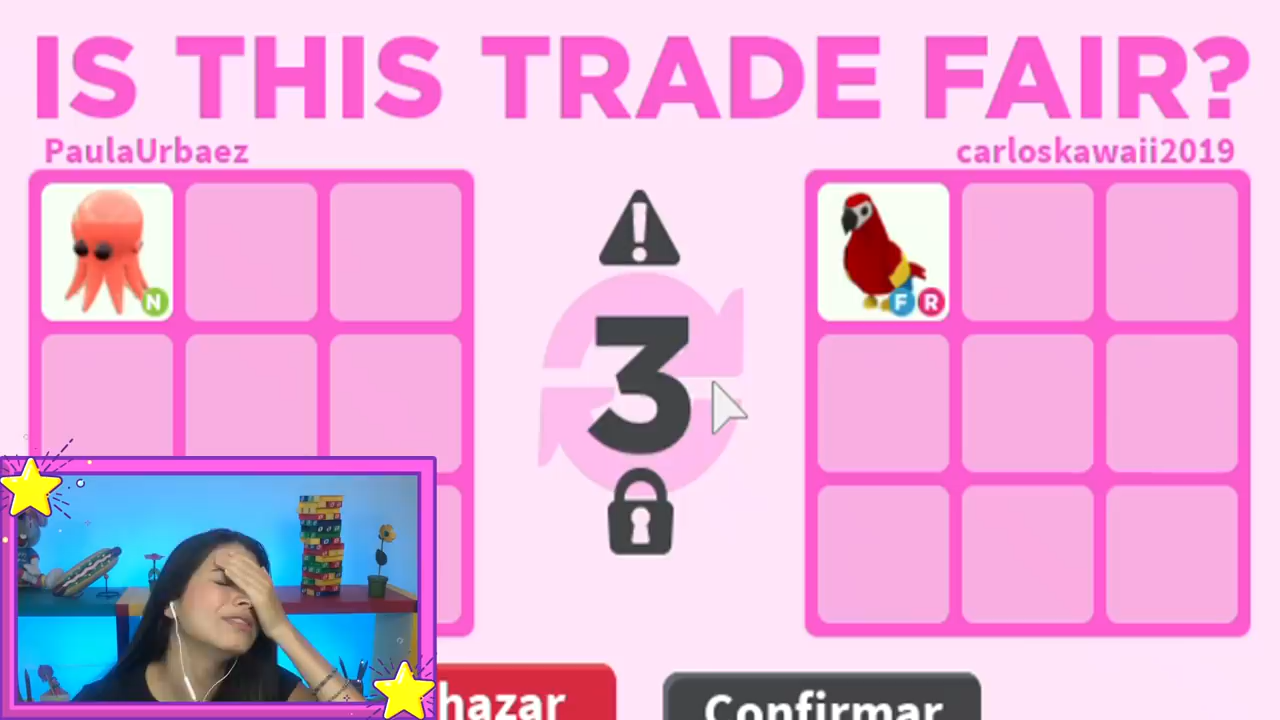 IS THIS TRADE FAIR?
PaulaUrbaez
carloskawaii2019
N
F R
3
hazar
Confirmar